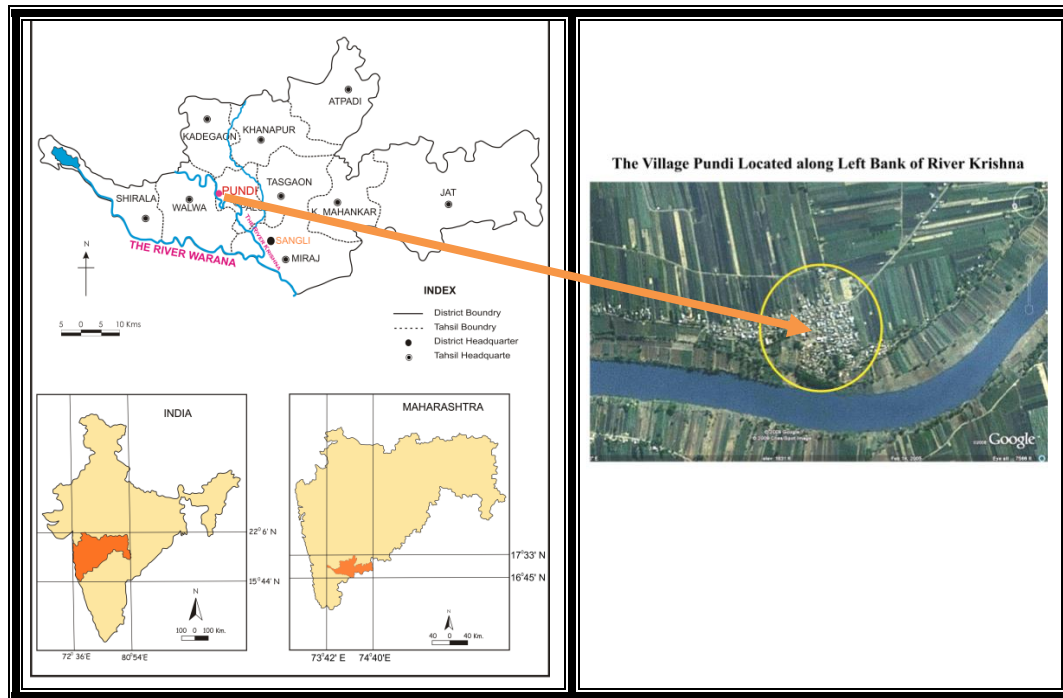 ATPADI
KADEGAON
KHANAPUR
PUNDI
TASGAON
JAT
SHIRALA
WALWA
K. MAHANKAR
THE RIVER KRISHNA
SANGLI
THE RIVER WARANA
MIRAJ
N
INDEX
District Boundry
Tahsil Boundry
District Headquarter
Tahsil Headquarte
5 0 5 10 Kms
INDIA
22°6' N
15°44' N
N
100 0 100 Km.
72°36'E 80°54'E
MAHARASHTRA
17°33' N
16°45' N
N
40 0 40 Km.
73°42' E 74°40'E
The Village Pundi Located along Left Bank of River Krishna
Google